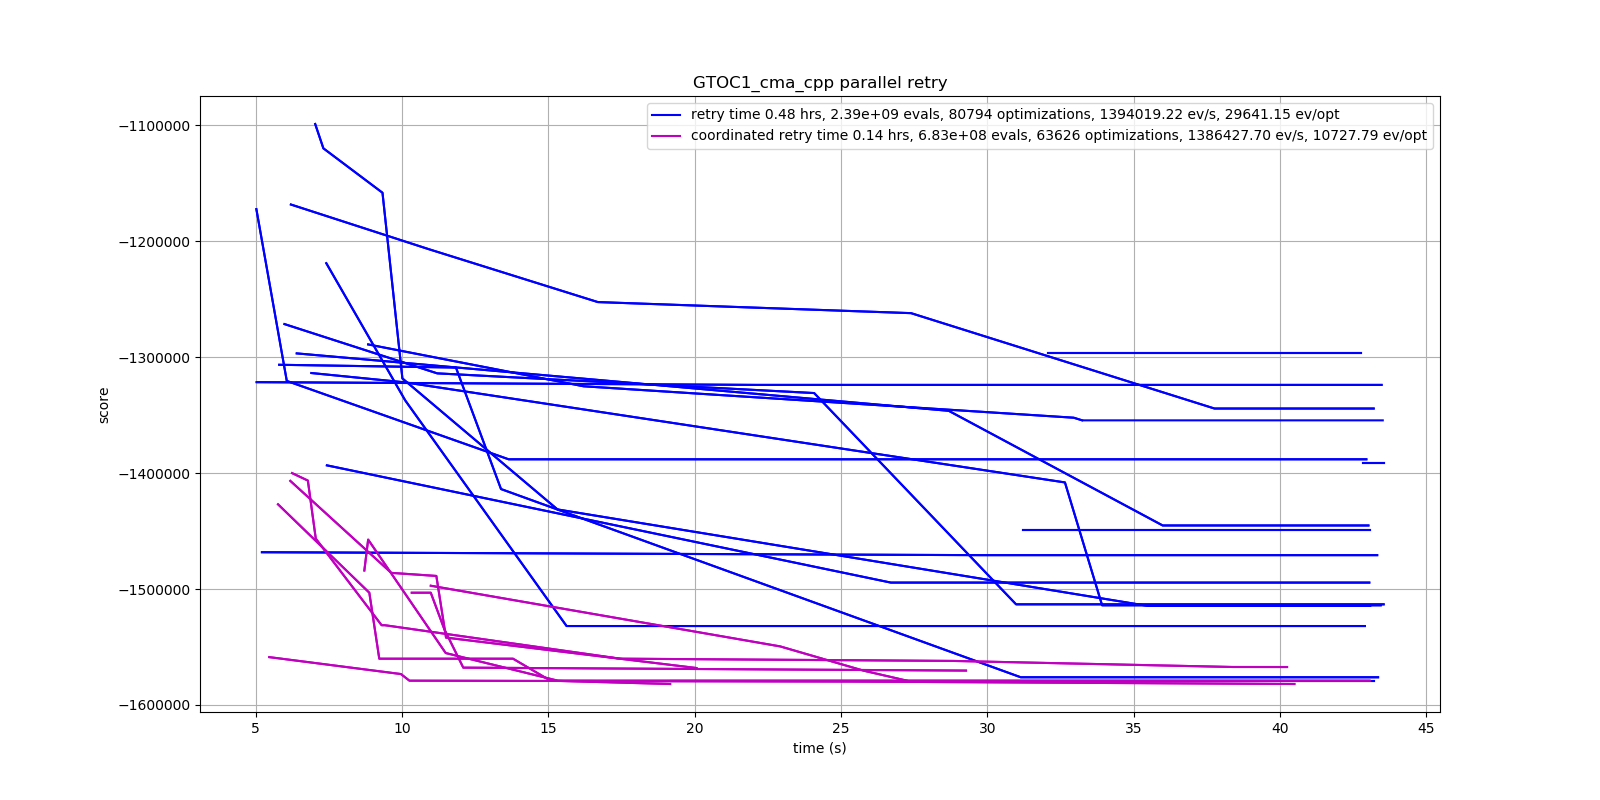 GTOC1_cma_cpp parallel retry
retry time 0.48 hrs, 2.39e+09 evals, 80794 optimizations, 1394019.22 ev/s, 29641.15 ev/opt
coordinated retry time 0.14 hrs, 6.83e+08 evals, 63626 optimizations, 1386427.70 ev/s, 10727.79 ev/opt
score
−1100000
−1200000
−1300000
−1400000
−1500000
−1600000
5 10 15 20 25 30 35 40 45
time (s)